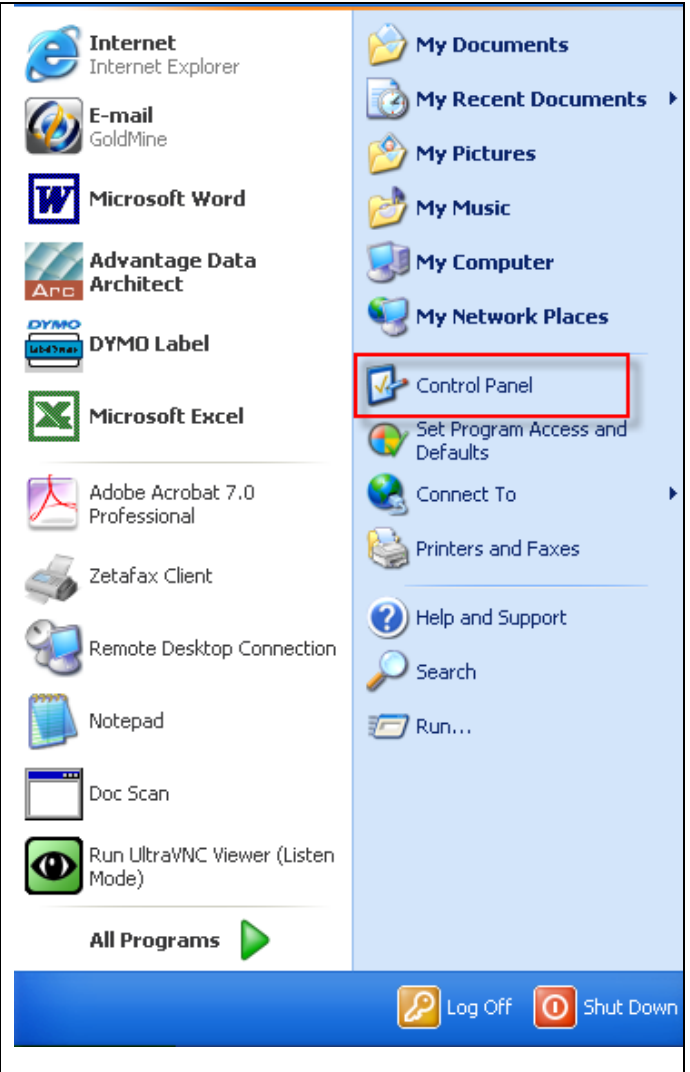 Internet
Internet Explorer
E-mail
GoldMine
W
Microsoft Word
Arc
Advantage Data
Architect
DYMO
DYMO Label
Microsoft Excel
Adobe Acrobat 7.0
Professional
Zetafax Client
Remote Desktop Connection
Notepad
Doc Scan
Run UltraVNC Viewer (Listen
Mode)
All Programs
My Documents
My Recent Documents
My Pictures
My Music
My Computer
My Network Places
Control Panel
Set Program Access and
Defaults
Connect To
Printers and Faxes
Help and Support
Search
Run...
Log Off
Shut Down